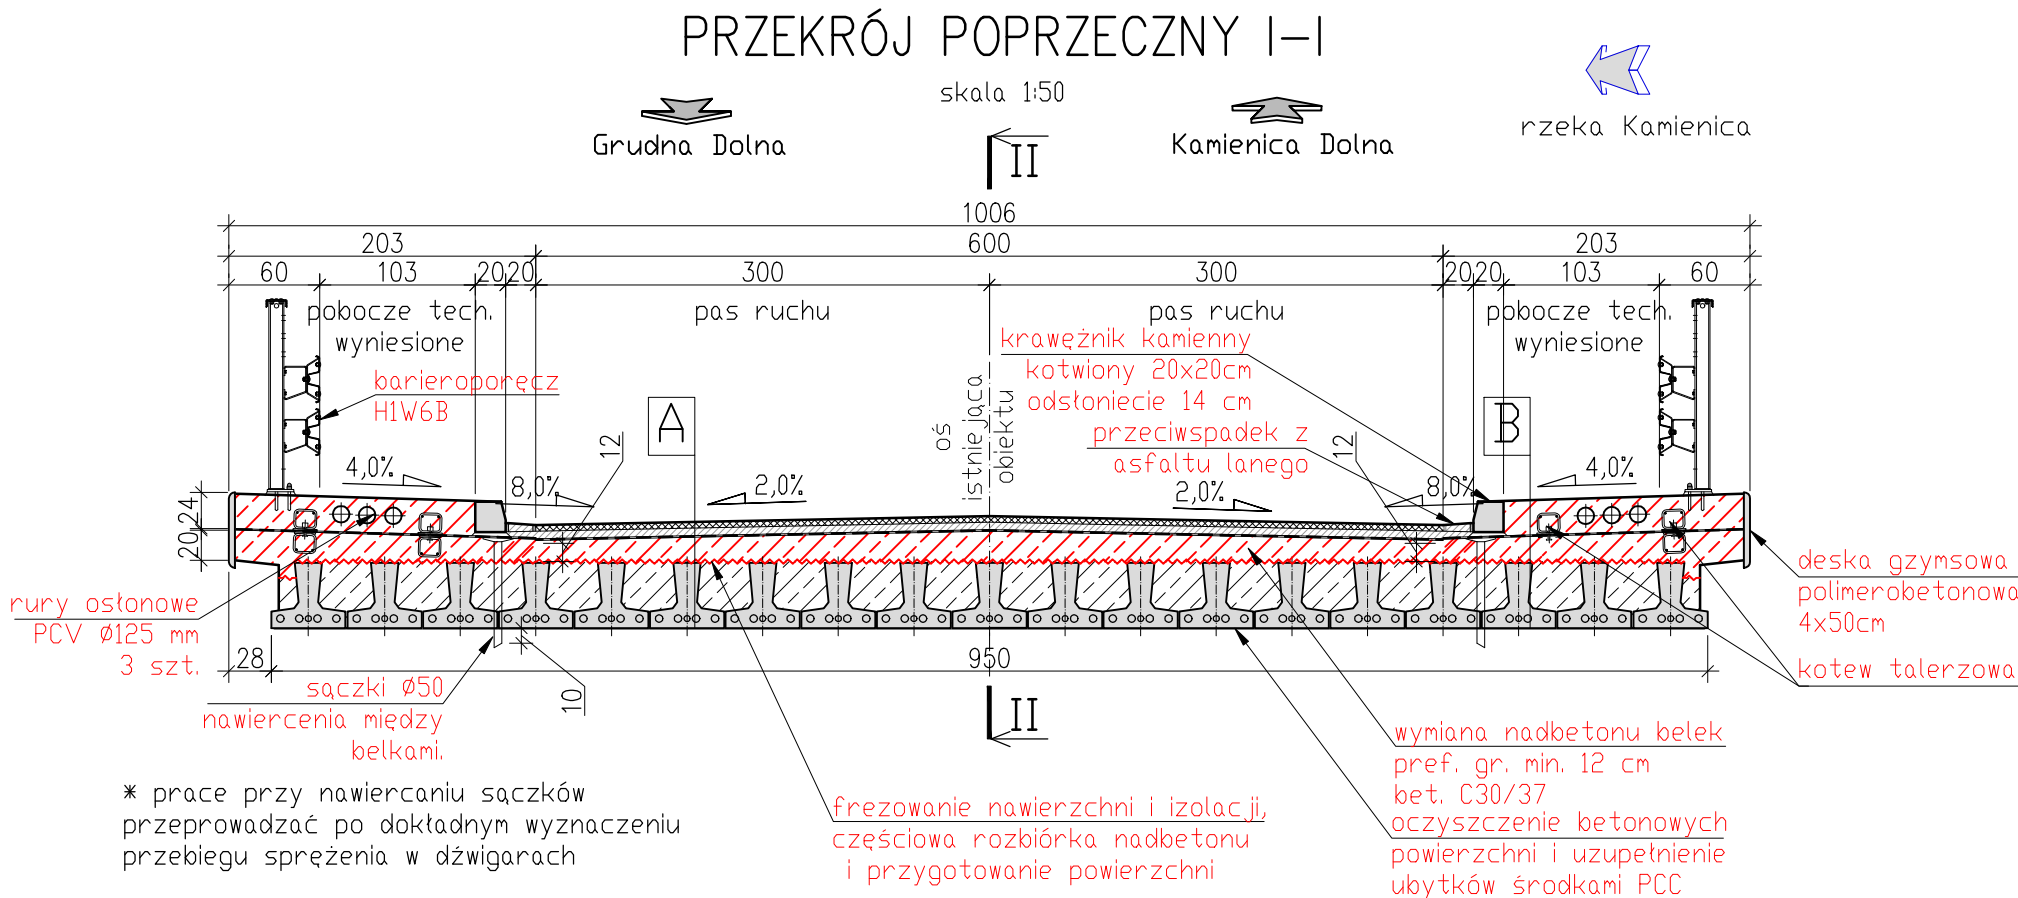 PRZEKRÓJ POPRZECZNY I-I
skala 1:50
Grudna Dolna
Kamienica Dolna
rzeka Kamienica
II
1006
203
600
203
60
103
20
20
300
300
20
20
103
60
pobocze tech.
wyniesione
pas ruchu
pas ruchu
pobocze tech.
wyniesione
krawężnik kamienny
kotwiony 20x20cm
odsłoniecie 14 cm
przeciwspadek z
asfaltu lanego
barieroporęcz
H1W6B
A
B
oś
istniejąca
obiektu
12
12
4,0%
8,0%
2,0%
2,0%
8,0%
4,0%
24
20
rury osłonowe
PCV Ø125 mm
3 szt.
deska gzymsowa
polimerobetonowa
4x50cm
kotew talerzowa
28
950
10
sączki Ø50
nawiercenia między
belkami.
II
wymiana nadbetonu belek
pref. gr. min. 12 cm
bet. C30/37
oczyszczenie betonowych
powierzchni i uzupełnienie
ubytków środkami PCC
frezowanie nawierzchni i izolacji,
częściowa rozbiórka nadbetonu
i przygotowanie powierzchni
* prace przy nawiercaniu sączków
przeprowadzać po dokładnym wyznaczeniu
przebiegu sprężenia w dźwigarach